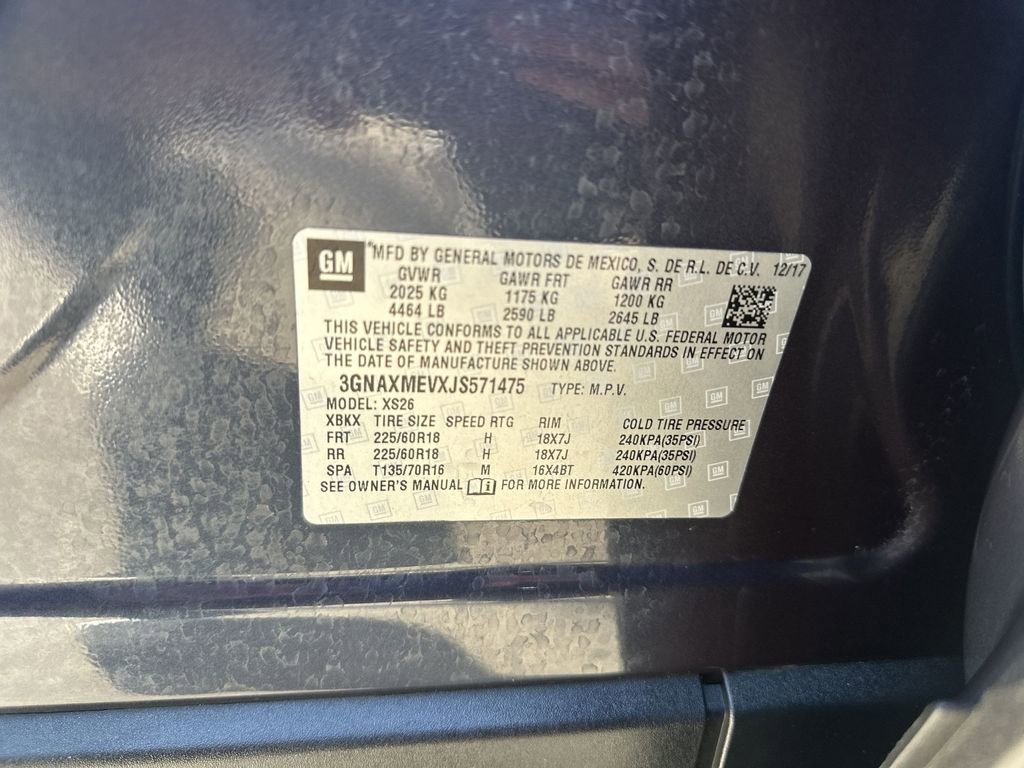 GM MFD BY GENERAL MOTORS DE MEXICO, S. DE R.L. DE C.V. 12/17
GVWR GAWR FRT GAWR RR
2025 KG 1175 KG 1200 KG
4464 LB 2590 LB 2645 LB
THIS VEHICLE CONFORMS TO ALL APPLICABLE U.S. FEDERAL MOTOR
VEHICLE SAFETY AND THEFT PREVENTION STANDARDS IN EFFECT ON
THE DATE OF MANUFACTURE SHOWN ABOVE.
3GNAXMEVXJS571475 TYPE: M.P.V.
MODEL: XS26
XBKX TIRE SIZE SPEED RTG RIM COLD TIRE PRESSURE
FRT 225/60R18 H 18X7J 240KPA(35PSI)
RR 225/60R18 H 18X7J 240KPA(35PSI)
SPA T135/70R16 M 16X4BT 420KPA(60PSI)
SEE OWNER'S MANUAL FOR MORE INFORMATION.